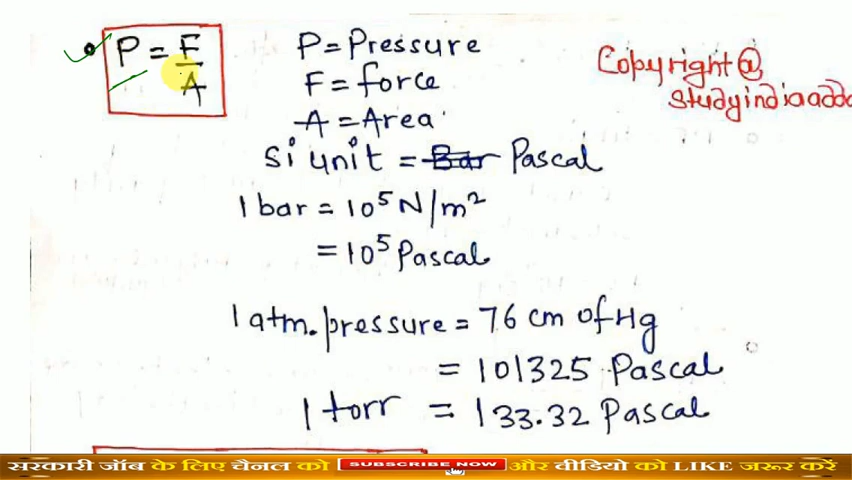 P = F/A
P = Pressure
F = force
A = Area
SI unit = Bar Pascal
1 bar = 10⁵ N/m²
= 10⁵ Pascal
1 atm. pressure = 76 cm of Hg
= 101325 Pascal
1 torr = 133.32 Pascal
Copyright@
studyindiaadda
सरकारी जॉब के लिए चैनल को SUBSCRIBE NOW और वीडियो को LIKE जरूर करें